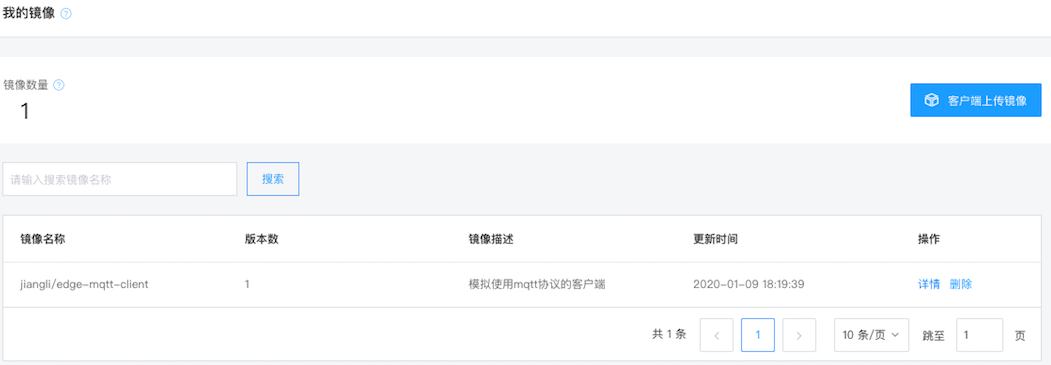 我的镜像 ?
镜像数量 ?
1
客户端上传镜像
请输入搜索镜像名称 搜索
镜像名称 版本数 镜像描述 更新时间 操作
jiangli/edge-mqtt-client 1 模拟使用mqtt协议的客户端 2020-01-09 18:19:39 详情 删除
共 1 条 < 1 > 10 条/页 跳至 1 页